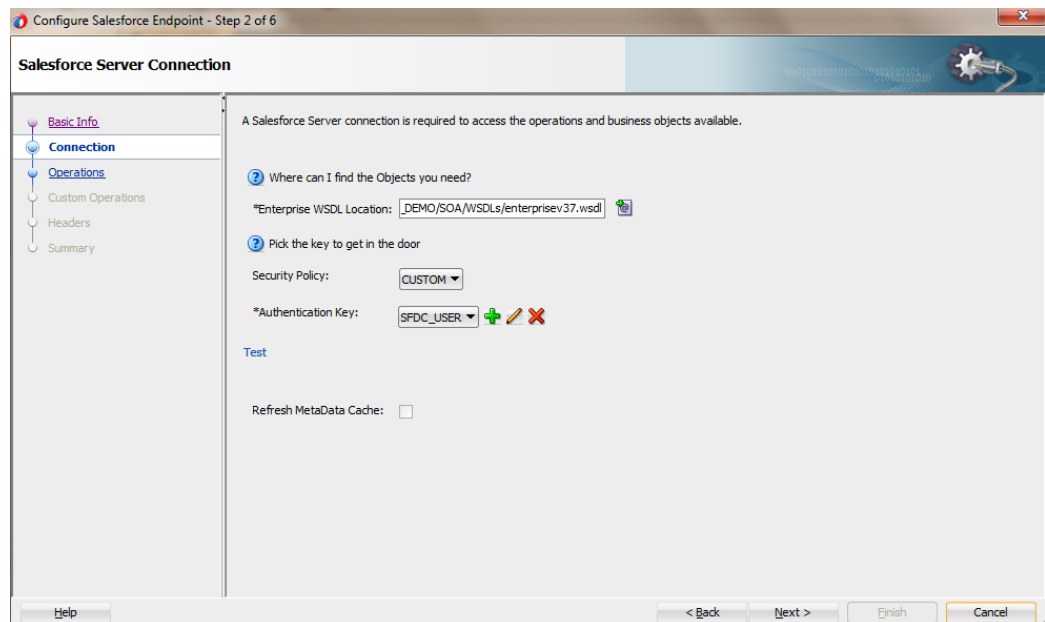 Configure Salesforce Endpoint - Step 2 of 6
Salesforce Server Connection
Basic Info
Connection
Operations
Custom Operations
Headers
Summary
A Salesforce Server connection is required to access the operations and business objects available.
Where can I find the Objects you need?
*Enterprise WSDL Location: _DEMO/SOA/WSDLs/enterprisev37.wsdl
Pick the key to get in the door
Security Policy: CUSTOM
*Authentication Key: SFDC_USER
Test
Refresh MetaData Cache:
Help < Back Next > Finish Cancel